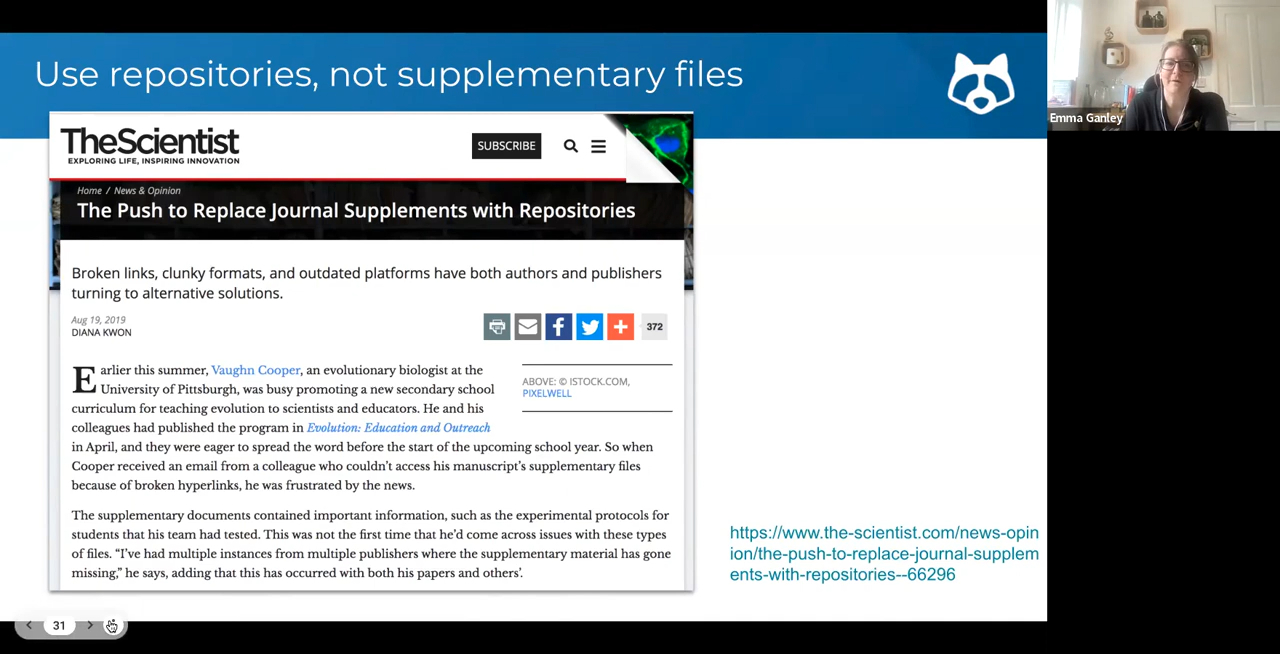 Use repositories, not supplementary files
Emma Ganley
TheScientist
EXPLORING LIFE, INSPIRING INNOVATION
SUBSCRIBE
Home / News & Opinion
The Push to Replace Journal Supplements with Repositories
Broken links, clunky formats, and outdated platforms have both authors and publishers
turning to alternative solutions.
Aug 19, 2019
DIANA KWON
372
Earlier this summer, Vaughn Cooper, an evolutionary biologist at the
University of Pittsburgh, was busy promoting a new secondary school
curriculum for teaching evolution to scientists and educators. He and his
colleagues had published the program in Evolution: Education and Outreach
in April, and they were eager to spread the word before the start of the upcoming school year. So when
Cooper received an email from a colleague who couldn't access his manuscript's supplementary files
because of broken hyperlinks, he was frustrated by the news.
ABOVE: © ISTOCK.COM,
PIXELWELL
The supplementary documents contained important information, such as the experimental protocols for
students that his team had tested. This was not the first time that he'd come across issues with these types
of files. “I've had multiple instances from multiple publishers where the supplementary material has gone
missing,” he says, adding that this has occurred with both his papers and others'.
https://www.the-scientist.com/news-opin
ion/the-push-to-replace-journal-supplem
ents-with-repositories--66296
31